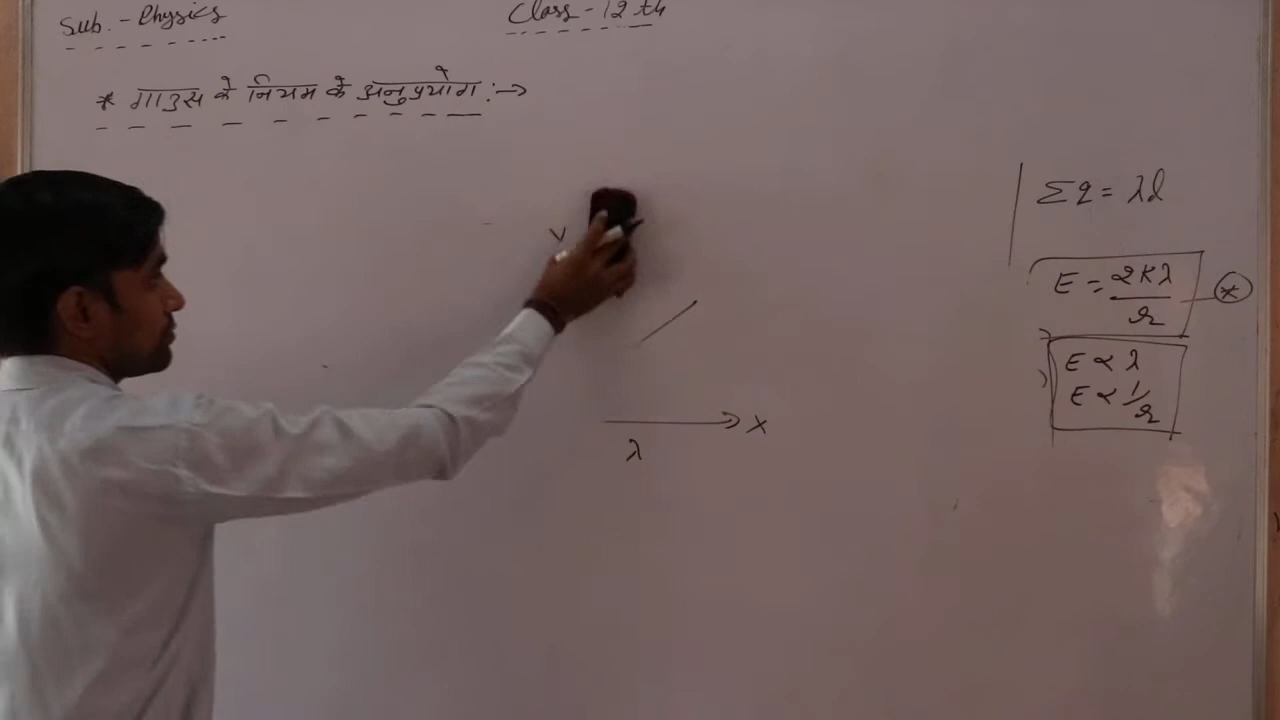 Sub. - Physics
Class - 12 th
* गाउस के नियम के अनुप्रयोग :→
Σq = λl
E = 2Kλ/r
*
E ∝ λ
E ∝ 1/r
X
λ